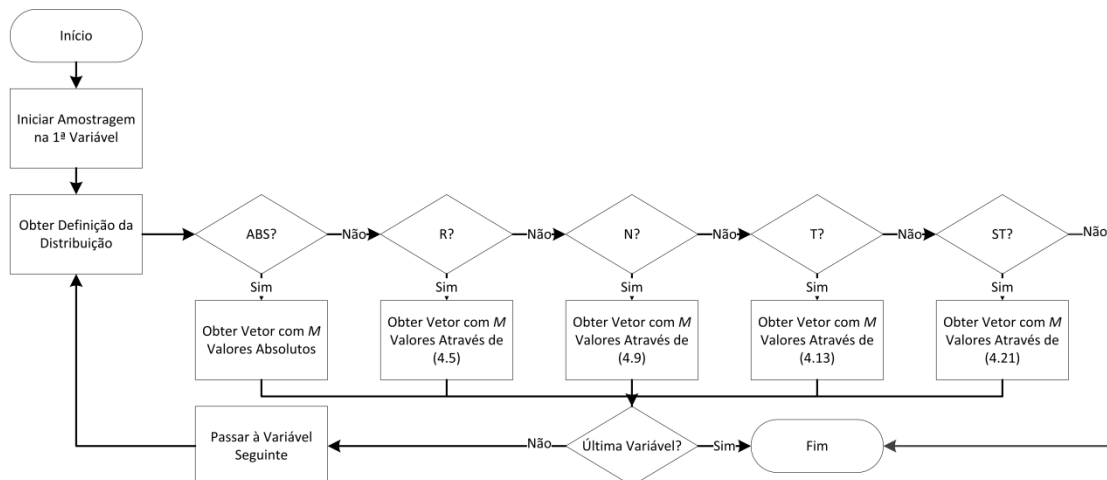 Início
Iniciar Amostragem
na 1ª Variável
Obter Definição da
Distribuição
ABS?
Não
R?
Não
N?
Não
T?
Não
ST?
Não
Sim
Sim
Sim
Sim
Sim
Obter Vetor com M
Valores Absolutos
Obter Vetor com M
Valores Através de
(4.5)
Obter Vetor com M
Valores Através de
(4.9)
Obter Vetor com M
Valores Através de
(4.13)
Obter Vetor com M
Valores Através de
(4.21)
Passar à Variável
Seguinte
Não
Última Variável?
Sim
Fim